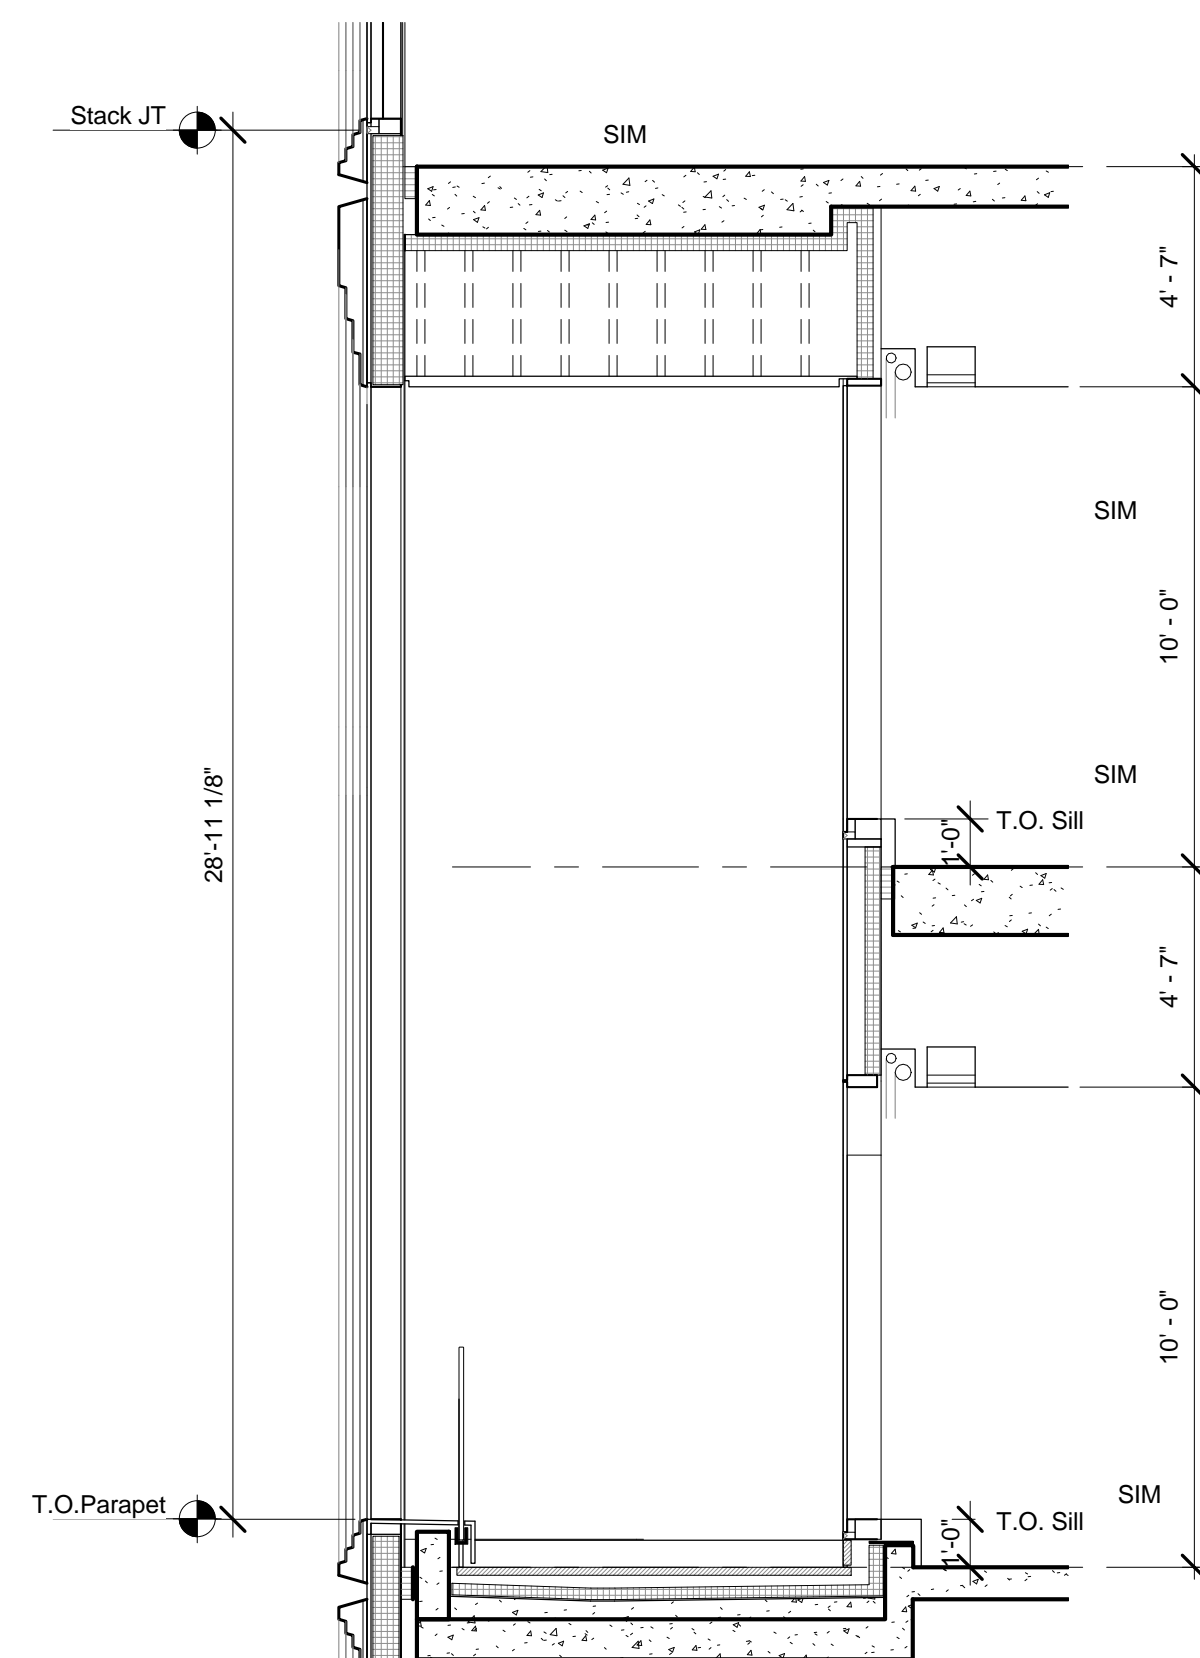 Stack JT
SIM
4' - 7"
SIM
10' - 0"
SIM
28'-11 1/8"
T.O. Sill
1'-0"
4' - 7"
10' - 0"
SIM
T.O.Parapet
T.O. Sill
1'-0"